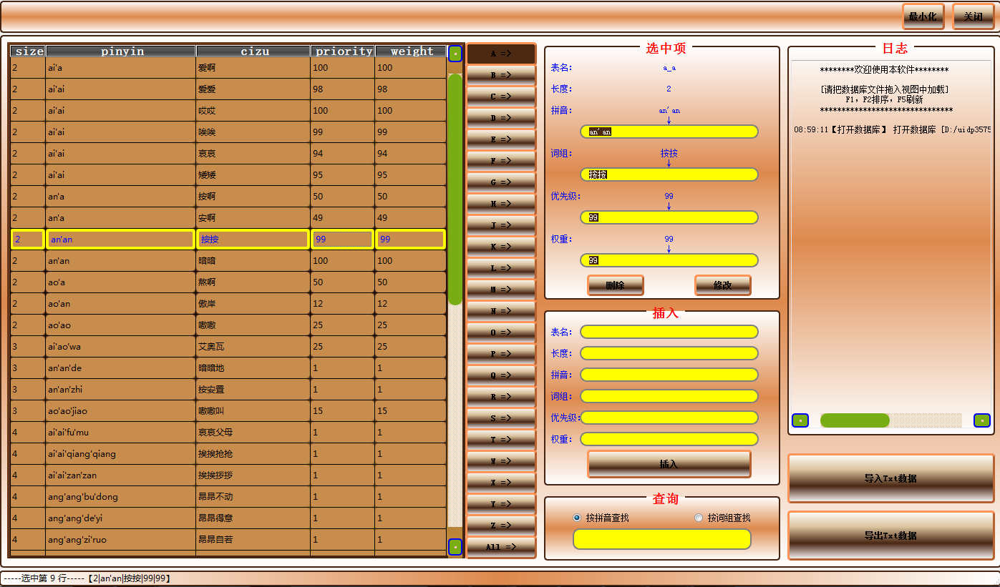 最小化 关闭
size pinyin cizu priority weight
2 ai'a 爱啊 100 100
2 ai'ai 爱爱 98 98
2 ai'ai 哎哎 100 100
2 ai'ai 唉唉 99 99
2 ai'ai 哀哀 94 94
2 ai'ai 矮矮 95 95
2 an'a 按啊 50 50
2 an'a 安啊 49 49
2 an'an 按按 99 99
2 an'an 暗暗 100 100
2 ao'a 熬啊 50 50
2 ao'an 傲岸 12 12
2 ao'ao 嗷嗷 25 25
3 ai'ao'wa 艾奥瓦 25 25
3 an'an'de 暗暗地 1 1
3 an'an'zhi 按安置 1 1
3 ao'ao'jiao 嗷嗷叫 15 15
4 ai'ai'fu'mu 哀哀父母 1 1
4 ai'ai'qiang'qiang 挨挨抢抢 1 1
4 ai'ai'zan'zan 挨挨拶拶 1 1
4 ang'ang'bu'dong 昂昂不动 1 1
4 ang'ang'de'yi 昂昂得意 1 1
4 ang'ang'zi'ruo 昂昂自若 1 1
A =>
B =>
C =>
D =>
E =>
F =>
G =>
H =>
J =>
K =>
L =>
M =>
N =>
O =>
P =>
Q =>
R =>
S =>
T =>
W =>
X =>
Y =>
Z =>
All =>
选中项
表名: a_a
长度: 2
拼音: an'an
↓
an'an
词组: 按按
↓
按按
优先级: 99
↓
99
权重: 99
↓
99
删除 修改
插入
表名:
长度:
拼音:
词组:
优先级:
权重:
插入
查询
按拼音查找 按词组查找
日志
********欢迎使用本软件********
[请把数据库文件拖入视图中加载]
F1，F2排序，F5刷新
*******************************
08:59:11【打开数据库】 打开数据库 [D:/uidp3575
导入Txt数据
导出Txt数据
-----选中第 9 行-----【2|an'an|按按|99|99】